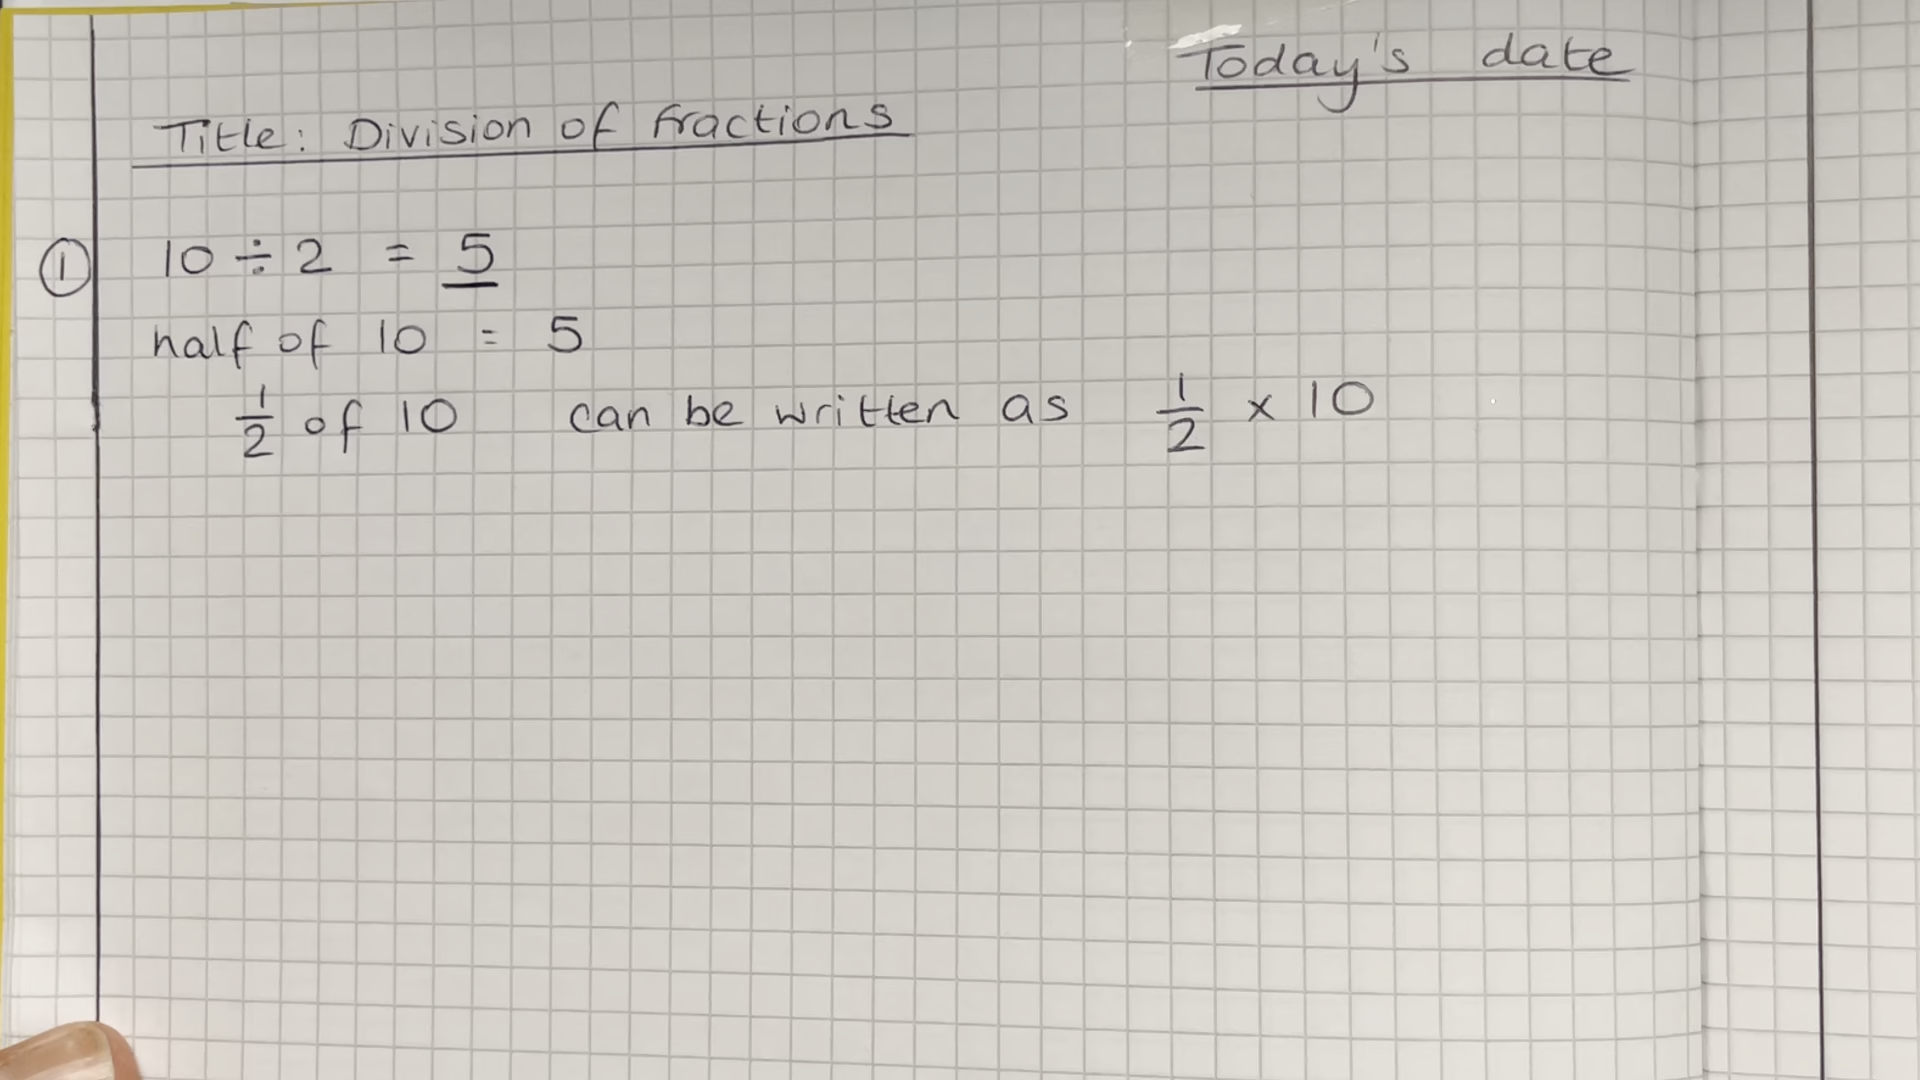 Today's date
Title: Division of fractions
① 10 ÷ 2 = 5
half of 10 = 5
1/2 of 10 can be written as 1/2 x 10